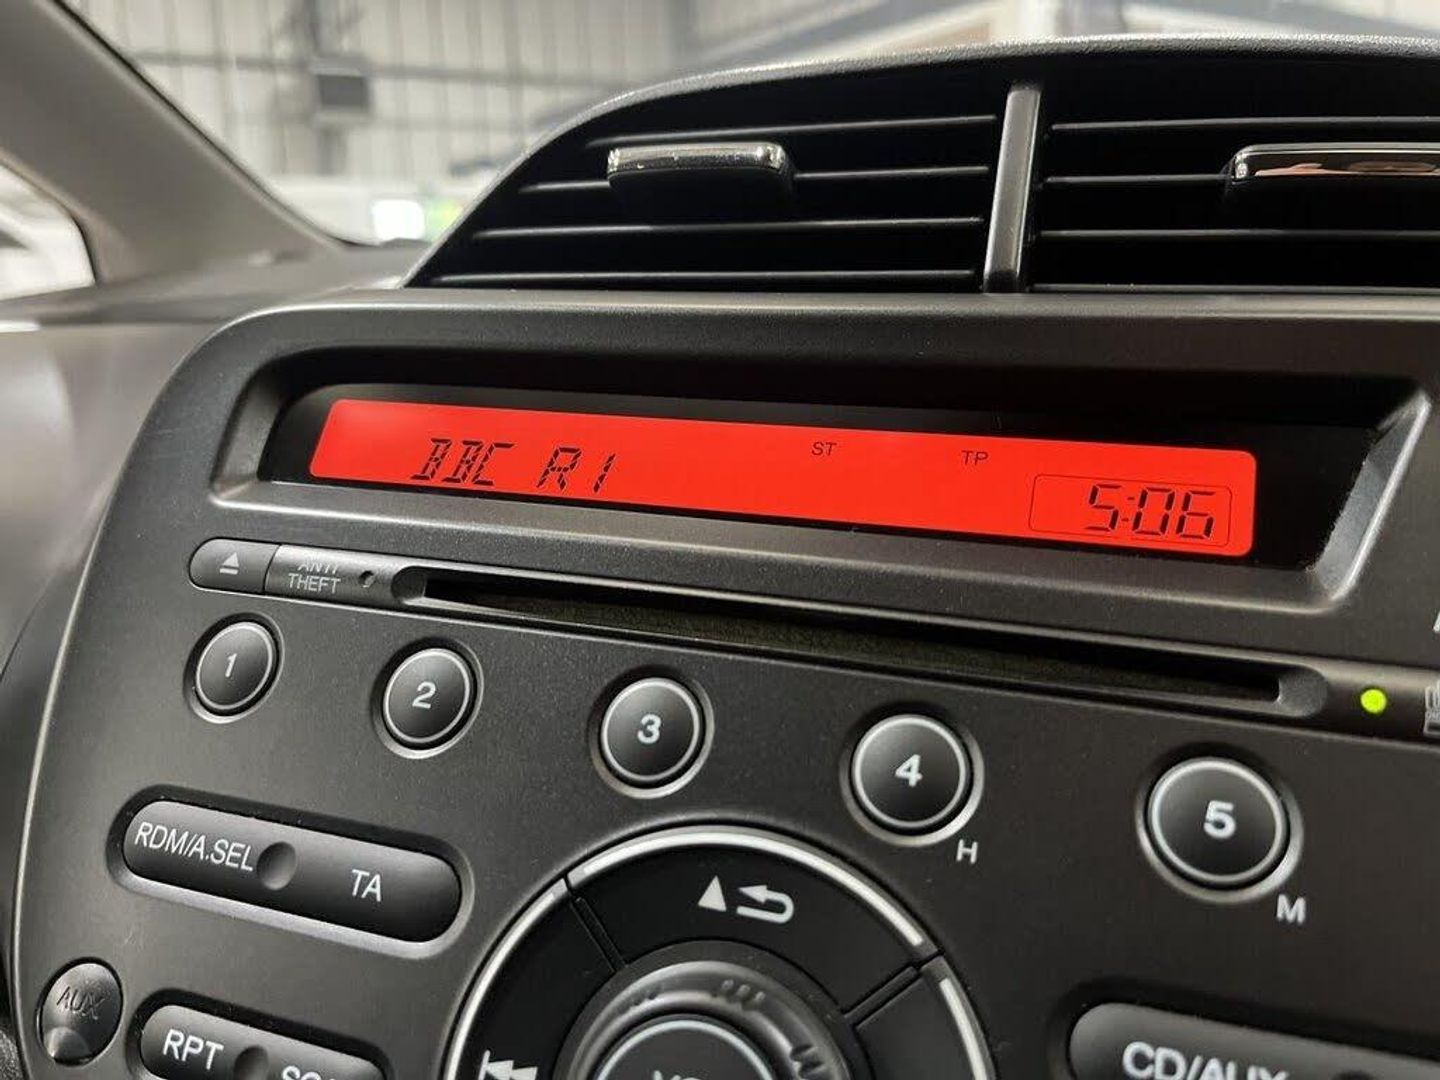 BBC R1 ST TP 5:06
ANTI
THEFT
1 2 3 4 5
H M
RDM/A.SEL TA
AUX
RPT
CD/AUX